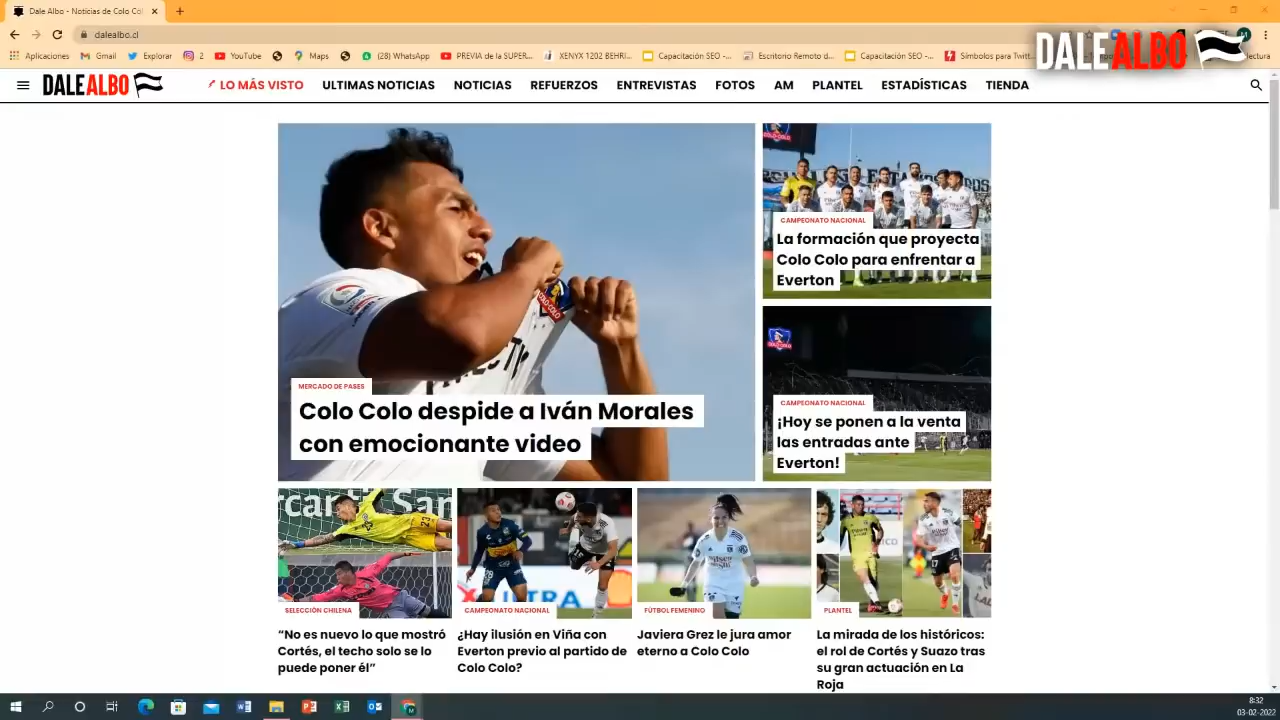 Dale Albo - Noticias de Colo Col
dalealbo.cl
Aplicaciones
Gmail
Explorar
2
YouTube
Maps
(28) WhatsApp
PREVIA de la SUPER...
XENYX 1202 BEHRI...
Capacitación SEO -...
Escritorio Remoto d...
Capacitación SEO -...
Símbolos para Twitt...
lectura
DALEALBO
DALEALBO
LO MÁS VISTO
ULTIMAS NOTICIAS
NOTICIAS
REFUERZOS
ENTREVISTAS
FOTOS
AM
PLANTEL
ESTADÍSTICAS
TIENDA
MERCADO DE PASES
Colo Colo despide a Iván Morales
con emocionante video
CAMPEONATO NACIONAL
La formación que proyecta
Colo Colo para enfrentar a
Everton
CAMPEONATO NACIONAL
¡Hoy se ponen a la venta
las entradas ante
Everton!
SELECCIÓN CHILENA
“No es nuevo lo que mostró
Cortés, el techo solo se lo
puede poner él”
CAMPEONATO NACIONAL
¿Hay ilusión en Viña con
Everton previo al partido de
Colo Colo?
FÚTBOL FEMENINO
Javiera Grez le jura amor
eterno a Colo Colo
PLANTEL
La mirada de los históricos:
el rol de Cortés y Suazo tras
su gran actuación en La
Roja
8:32
03-02-2022